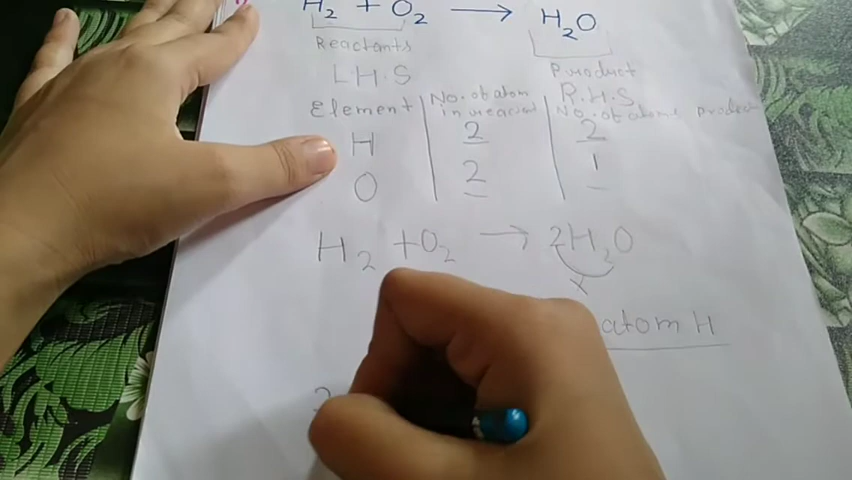 H2 + O2 → H2O
Reactants Product
L.H.S R.H.S
Element No. of atom in reactant No. of atoms product
H 2 2
O 2 1
H2 + O2 → 2H2O
x
atom H
2